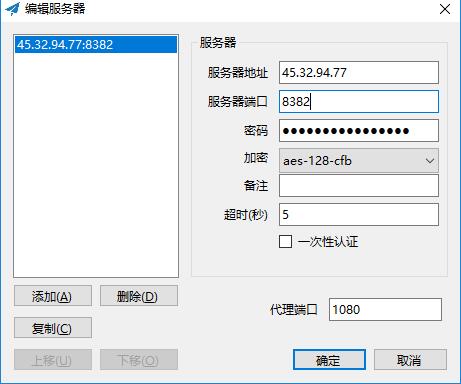 编辑服务器
45.32.94.77:8382
服务器
服务器地址 45.32.94.77
服务器端口 8382
密码 ●●●●●●●●●●●●●●●●
加密 aes-128-cfb
备注
超时(秒) 5
一次性认证
添加(A) 删除(D)
代理端口 1080
复制(C)
上移(U) 下移(O) 确定 取消